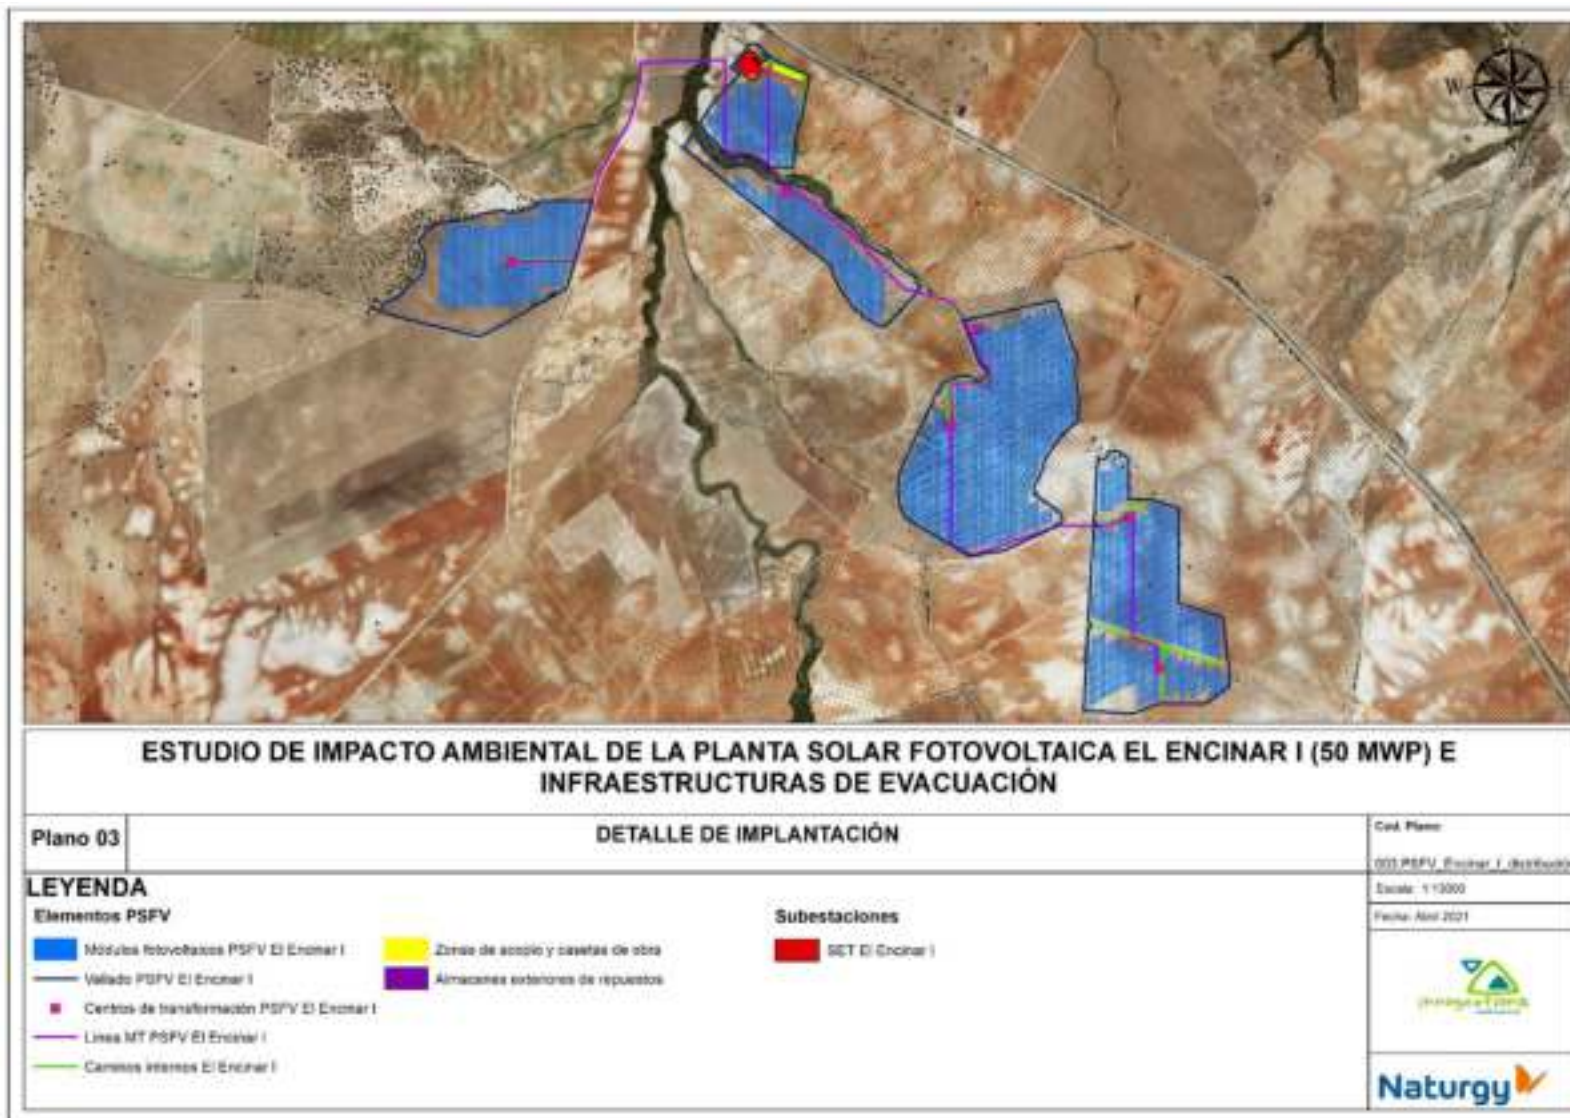 W
E
ESTUDIO DE IMPACTO AMBIENTAL DE LA PLANTA SOLAR FOTOVOLTAICA EL ENCINAR I (50 MWP) E
INFRAESTRUCTURAS DE EVACUACIÓN
Plano 03
DETALLE DE IMPLANTACIÓN
Cod. Plano:
003.PSFV_Encinar_I_distribución
Escala: 1:13000
Fecha: Abril 2021
LEYENDA
Elementos PSFV
Módulos fotovoltaicos PSFV El Encinar I
Vallado PSFV El Encinar I
Centros de transformación PSFV El Encinar I
Línea MT PSFV El Encinar I
Caminos internos El Encinar I
Zonas de acopio y casetas de obra
Almacenes exteriores de repuestos
Subestaciones
SET El Encinar I
Naturgy